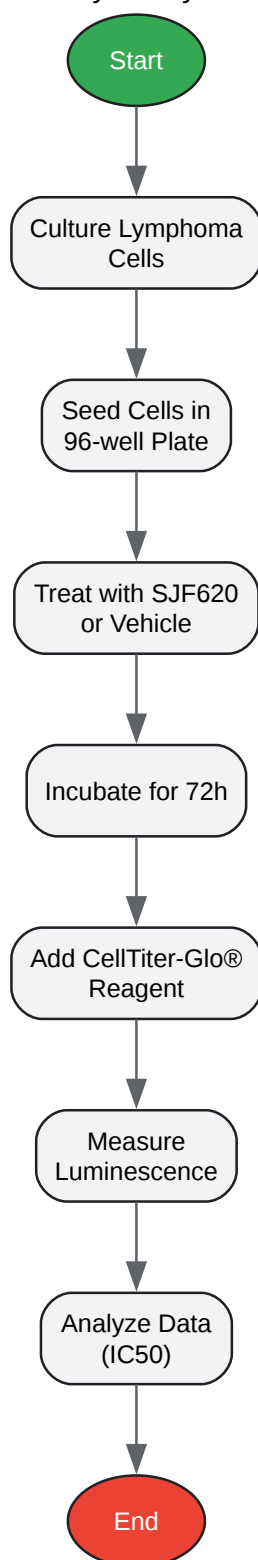 Start
Culture Lymphoma
Cells
Seed Cells in
96-well Plate
Treat with SJF620
or Vehicle
Incubate for 72h
Add CellTiter-Glo®
Reagent
Measure
Luminescence
Analyze Data
(IC50)
End